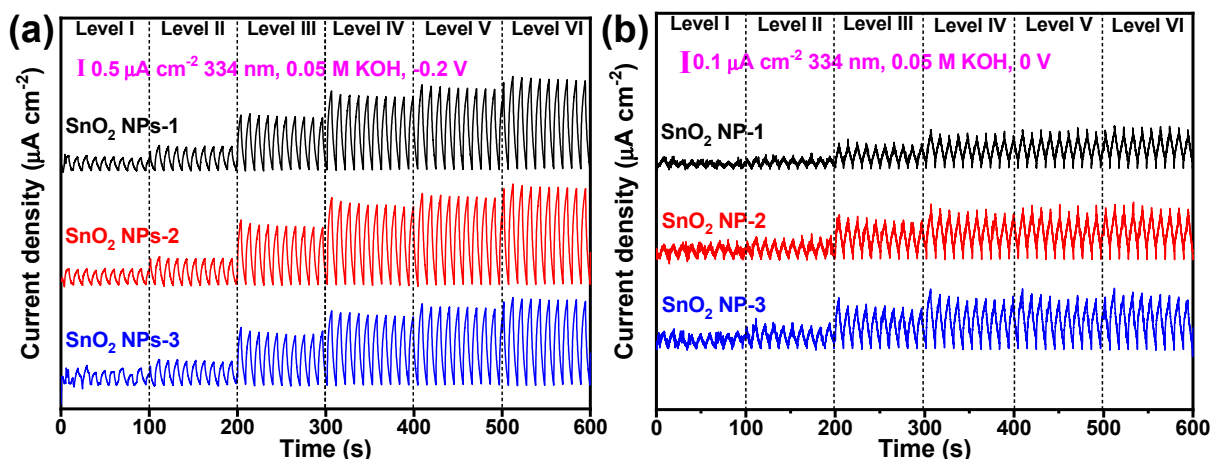 (a)
Level I Level II Level III Level IV Level V Level VI
I 0.5 μA cm⁻² 334 nm, 0.05 M KOH, -0.2 V
SnO₂ NPs-1
SnO₂ NPs-2
SnO₂ NPs-3
Current density (μA cm⁻²)
0 100 200 300 400 500 600
Time (s)
(b)
Level I Level II Level III Level IV Level V Level VI
I 0.1 μA cm⁻² 334 nm, 0.05 M KOH, 0 V
SnO₂ NP-1
SnO₂ NP-2
SnO₂ NP-3
Current density (μA cm⁻²)
0 100 200 300 400 500 600
Time (s)